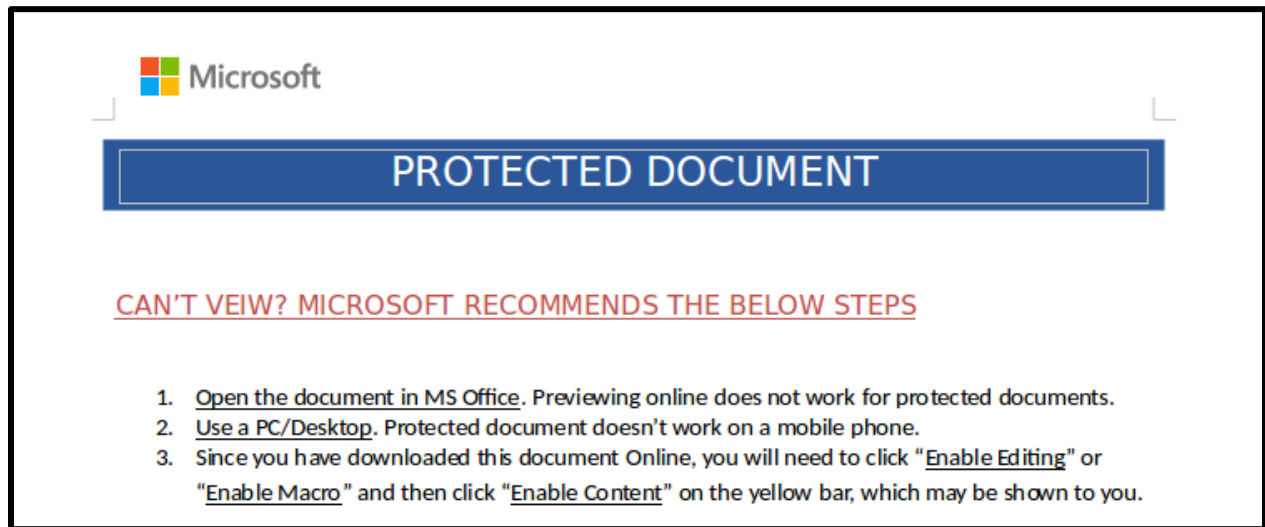 Microsoft
PROTECTED DOCUMENT
CAN’T VEIW? MICROSOFT RECOMMENDS THE BELOW STEPS
1. Open the document in MS Office. Previewing online does not work for protected documents.
2. Use a PC/Desktop. Protected document doesn’t work on a mobile phone.
3. Since you have downloaded this document Online, you will need to click “Enable Editing” or
“Enable Macro” and then click “Enable Content” on the yellow bar, which may be shown to you.